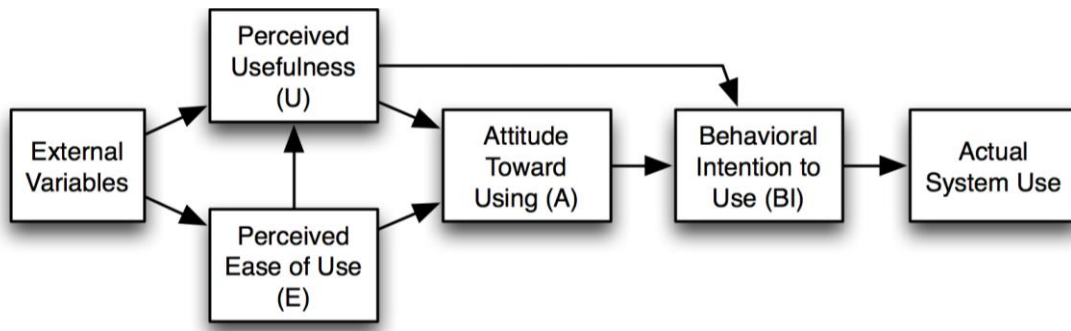 External
Variables
Perceived
Usefulness
(U)
Perceived
Ease of Use
(E)
Attitude
Toward
Using (A)
Behavioral
Intention to
Use (BI)
Actual
System Use